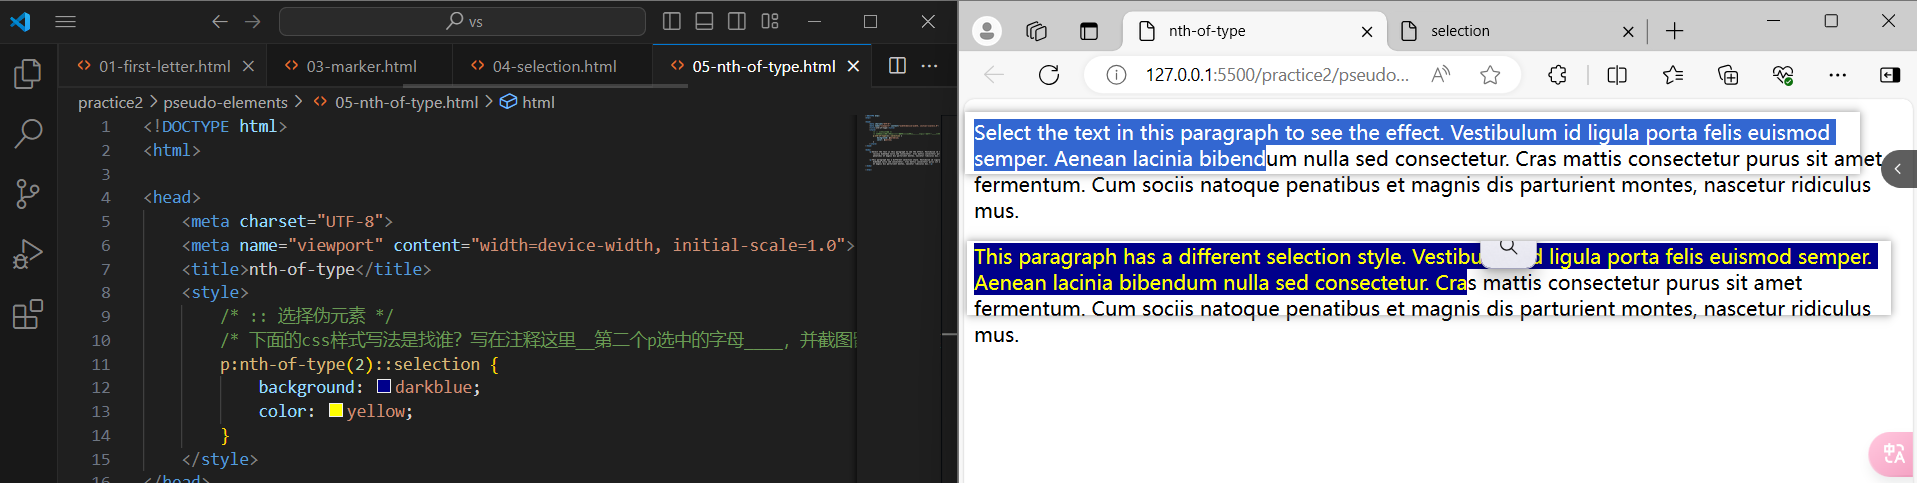 vs
01-first-letter.html
03-marker.html
04-selection.html
05-nth-of-type.html
practice2 > pseudo-elements > 05-nth-of-type.html > html
1 <!DOCTYPE html>
2 <html>
3
4 <head>
5 <meta charset="UTF-8">
6 <meta name="viewport" content="width=device-width, initial-scale=1.0">
7 <title>nth-of-type</title>
8 <style>
9 /* :: 选择伪元素 */
10 /* 下面的css样式写法是找谁? 写在注释这里__第二个p选中的字母____, 并截图
11 p:nth-of-type(2)::selection {
12 background: darkblue;
13 color: yellow;
14 }
15 </style>
16 </head>
nth-of-type
selection
127.0.0.1:5500/practice2/pseudo...
Select the text in this paragraph to see the effect. Vestibulum id ligula porta felis euismod
semper. Aenean lacinia bibendum nulla sed consectetur. Cras mattis consectetur purus sit amet
fermentum. Cum sociis natoque penatibus et magnis dis parturient montes, nascetur ridiculus
mus.
This paragraph has a different selection style. Vestibu d ligula porta felis euismod semper.
Aenean lacinia bibendum nulla sed consectetur. Cras mattis consectetur purus sit amet
fermentum. Cum sociis natoque penatibus et magnis dis parturient montes, nascetur ridiculus
mus.